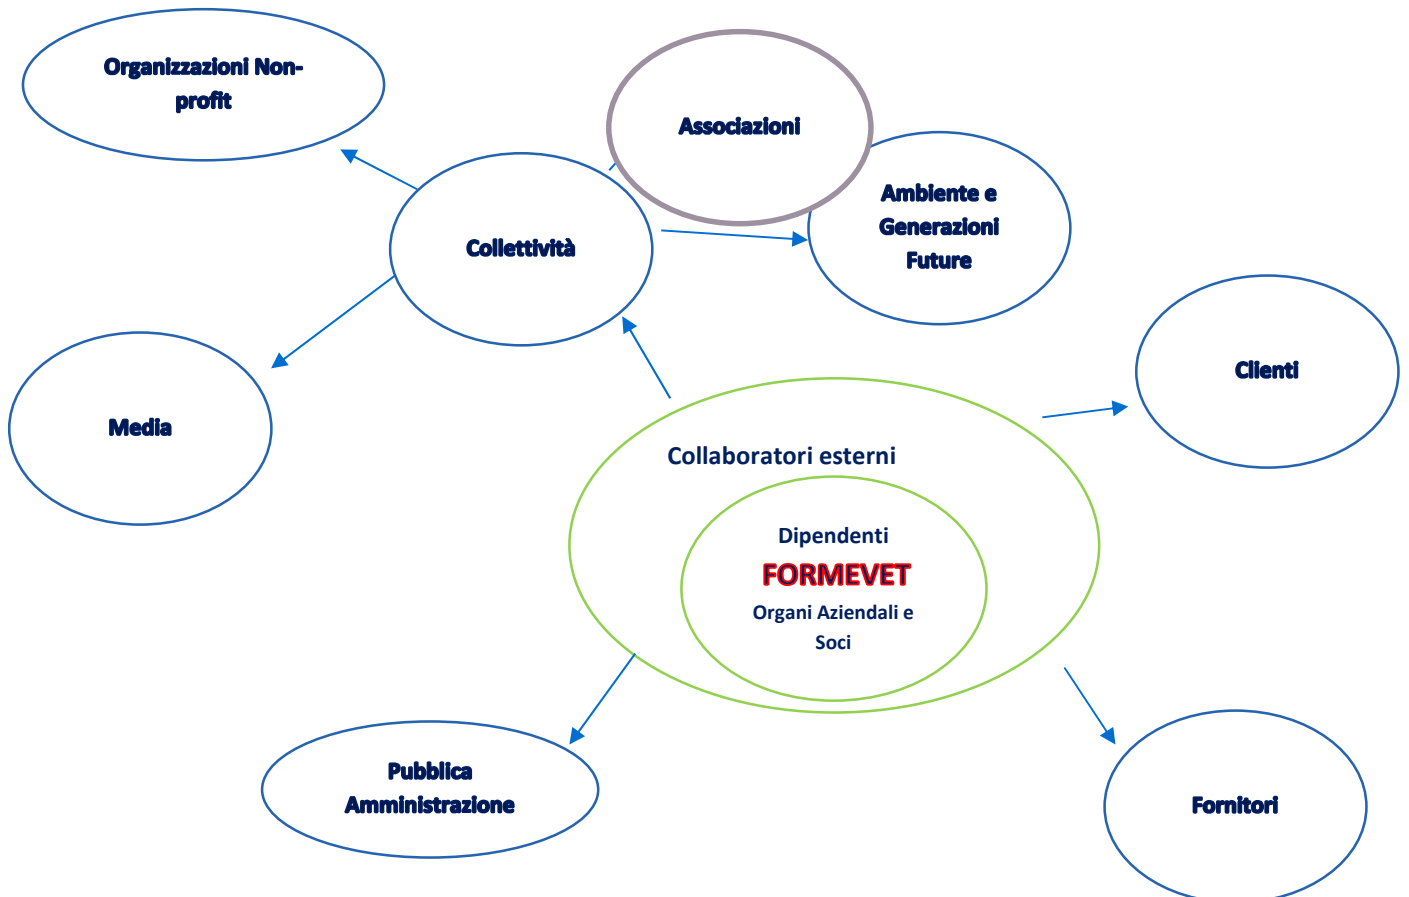 Organizzazioni Non-
profit
Associazioni
Ambiente e
Generazioni
Future
Collettività
Clienti
Media
Collaboratori esterni
Dipendenti
FORMEVET
Organi Aziendali e
Soci
Pubblica
Amministrazione
Fornitori